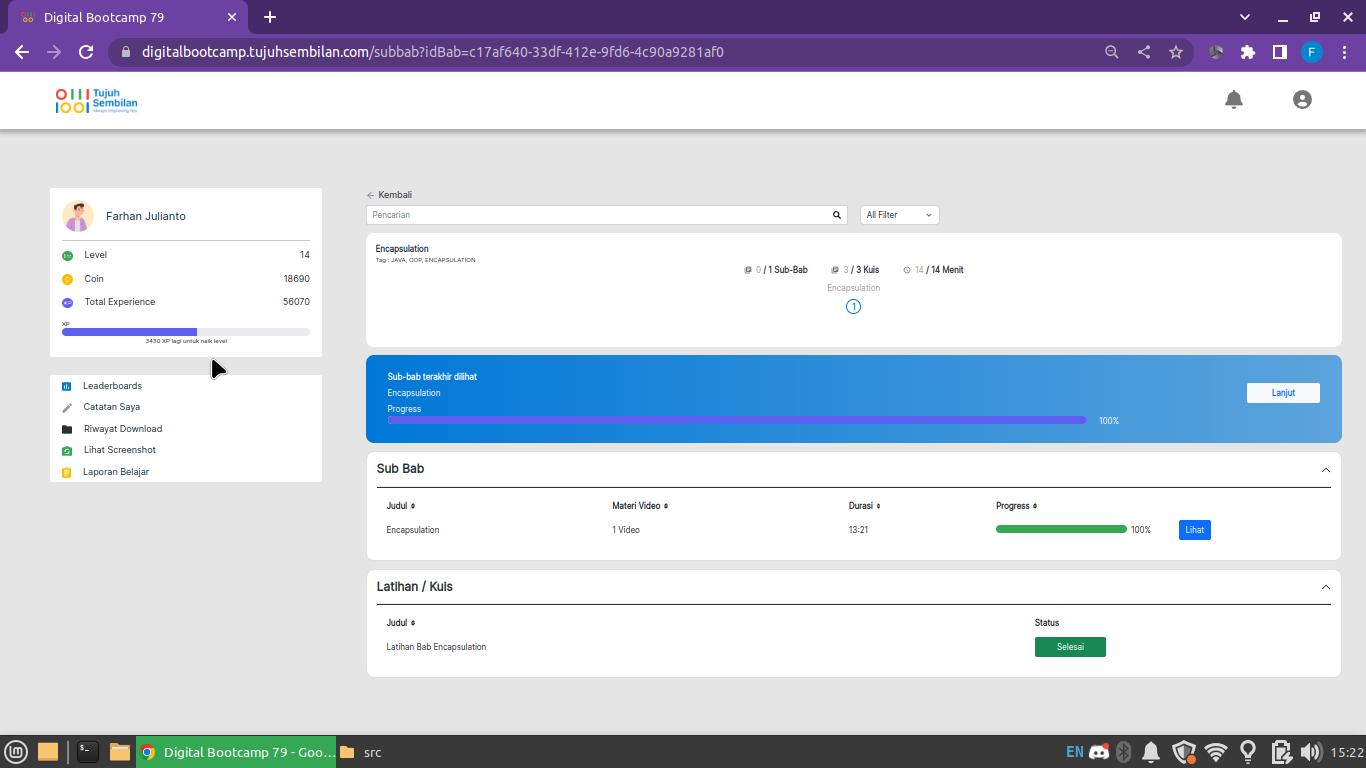 Digital Bootcamp 79
digitalbootcamp.tujuhsembilan.com/subbab?idBab=c17af640-33df-412e-9fd6-4c90a9281af0
F
Tujuh
Sembilan
Always Improving You
Farhan Julianto
Level 14
Coin 18690
Total Experience 56070
XP
3430 XP lagi untuk naik level
Leaderboards
Catatan Saya
Riwayat Download
Lihat Screenshot
Laporan Belajar
Kembali
Pencarian
All Filter
Encapsulation
Tag : JAVA, OOP, ENCAPSULATION
0 / 1 Sub-Bab 3 / 3 Kuis 14 / 14 Menit
Encapsulation
1
Sub-bab terakhir dilihat
Encapsulation
Lanjut
Progress
100%
Sub Bab
Judul Materi Video Durasi Progress
Encapsulation 1 Video 13:21 100% Lihat
Latihan / Kuis
Judul Status
Latihan Bab Encapsulation Selesai
Digital Bootcamp 79 - Goo... src EN 15:22